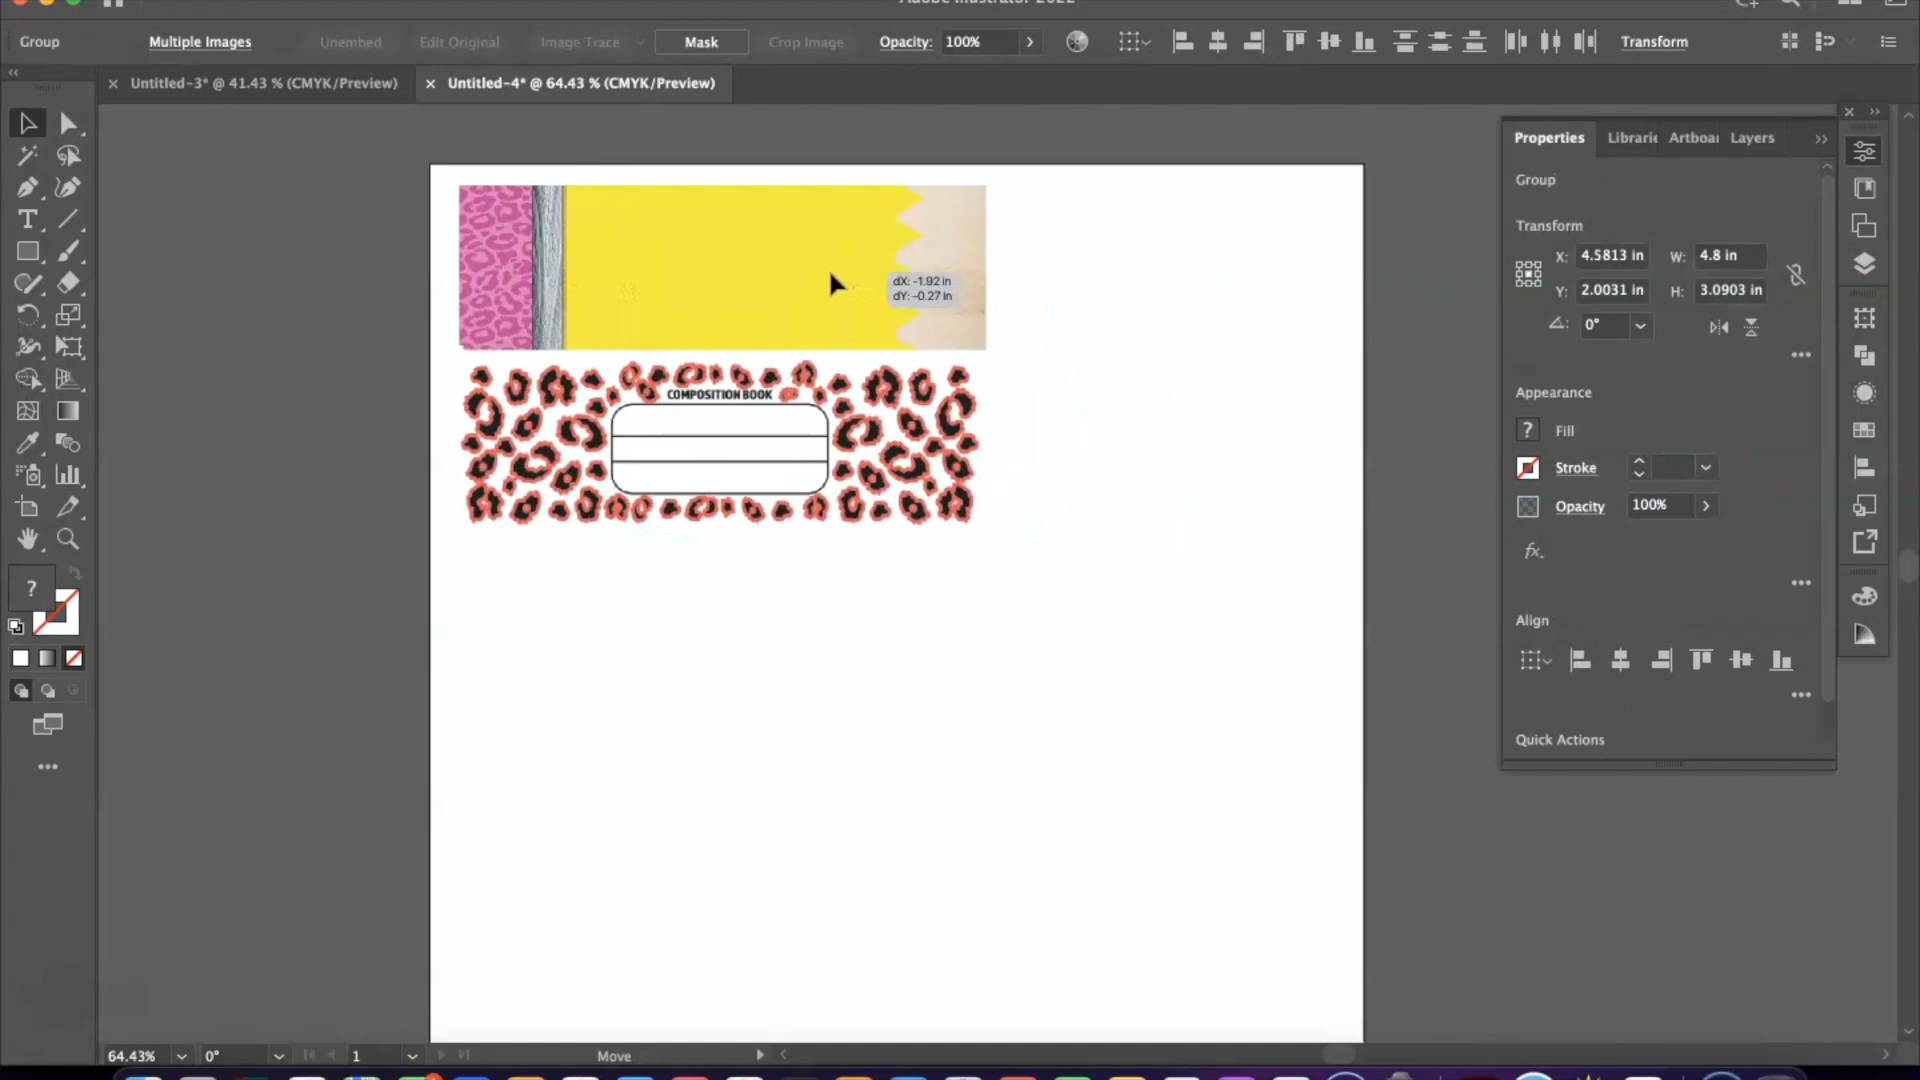 Adobe Illustrator 2022
Group
Multiple Images
Unembed
Edit Original
Image Trace
Mask
Crop Image
Opacity:
100%
Transform
Untitled-3* @ 41.43 % (CMYK/Preview)
Untitled-4* @ 64.43 % (CMYK/Preview)
Properties
Librarie
Artboar
Layers
Group
Transform
X:
4.5813 in
W:
4.8 in
Y:
2.0031 in
H:
3.0903 in
0°
Appearance
?
Fill
Stroke
Opacity
100%
fx.
Align
Quick Actions
dX: -1.92 in
dY: -0.27 in
COMPOSITION BOOK
?
64.43%
0°
1
Move